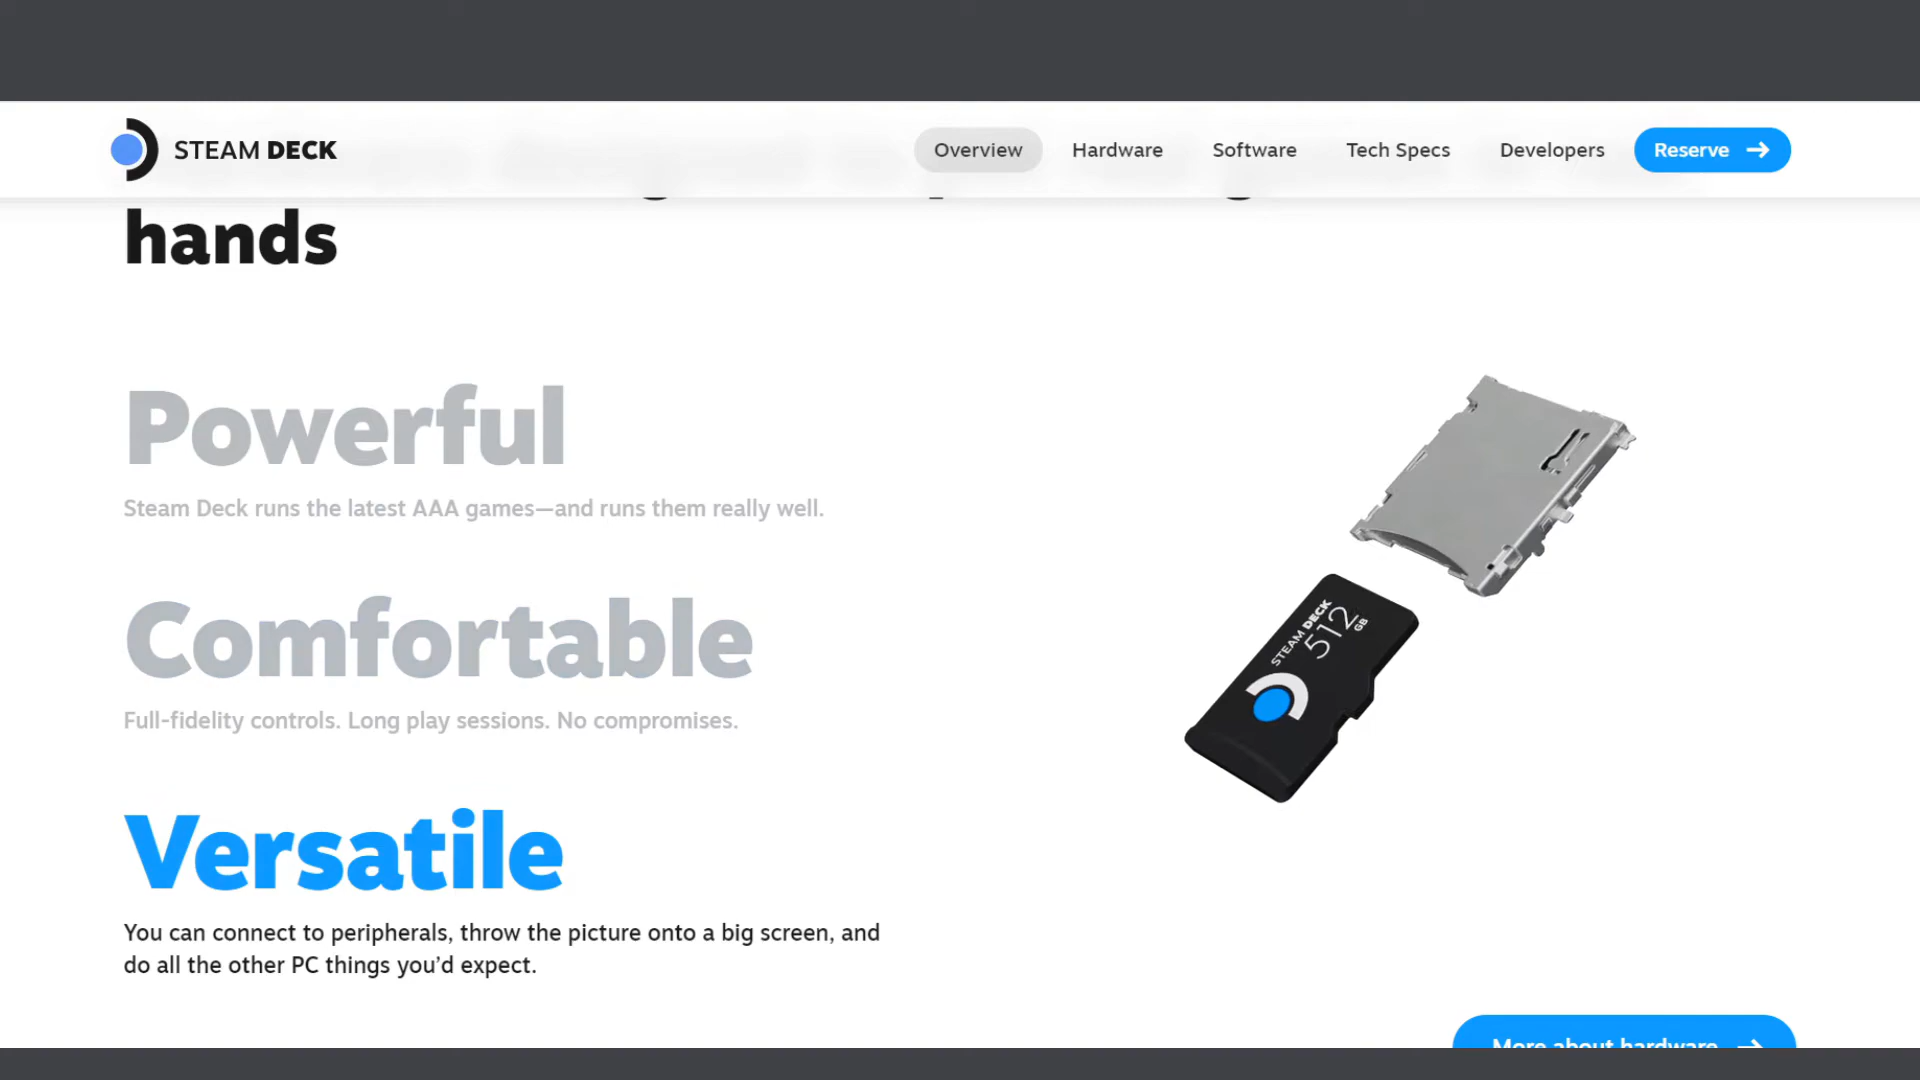 STEAM DECK
Overview
Hardware
Software
Tech Specs
Developers
Reserve
hands
Powerful
Steam Deck runs the latest AAA games—and runs them really well.
Comfortable
Full-fidelity controls. Long play sessions. No compromises.
Versatile
You can connect to peripherals, throw the picture onto a big screen, and
do all the other PC things you’d expect.
STEAM DECK
512 GB
More about hardware